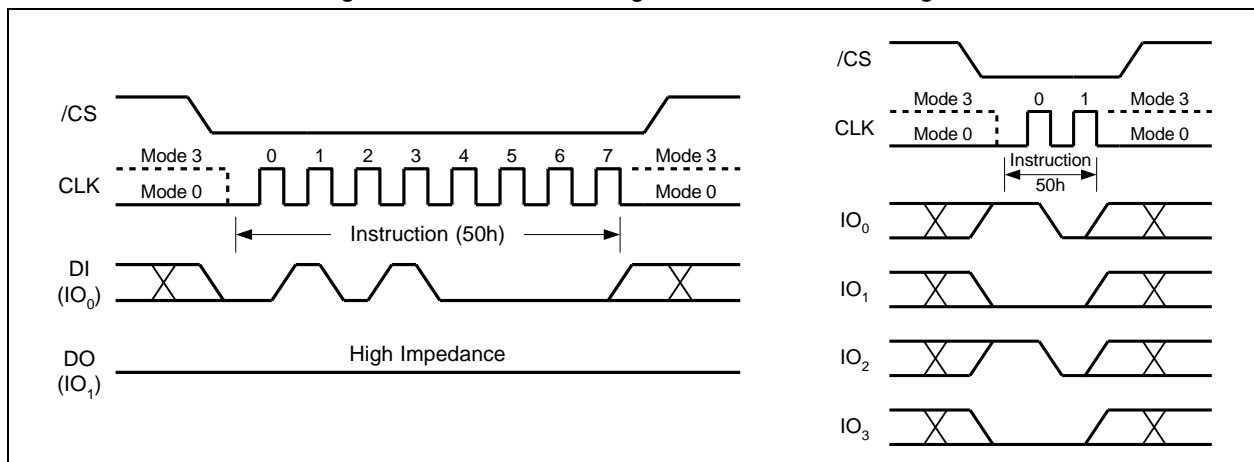 /CS
Mode 3 0 1 2 3 4 5 6 7 Mode 3
CLK
Mode 0 Mode 0
Instruction (50h)
DI
(IO0)
High Impedance
DO
(IO1)
/CS
Mode 3 0 1 Mode 3
CLK
Mode 0 Mode 0
Instruction
50h
IO0
IO1
IO2
IO3